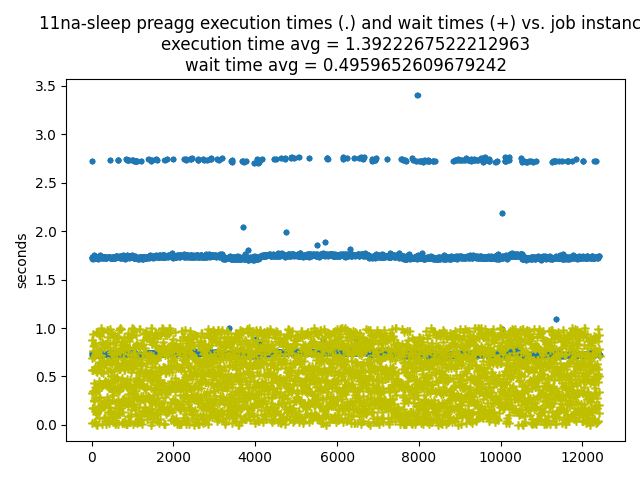 11na-sleep preagg execution times (.) and wait times (+) vs. job instanc
execution time avg = 1.3922267522212963
wait time avg = 0.4959652609679242
3.5
3.0
2.5
2.0
1.5
1.0
0.5
0.0
seconds
0 2000 4000 6000 8000 10000 12000